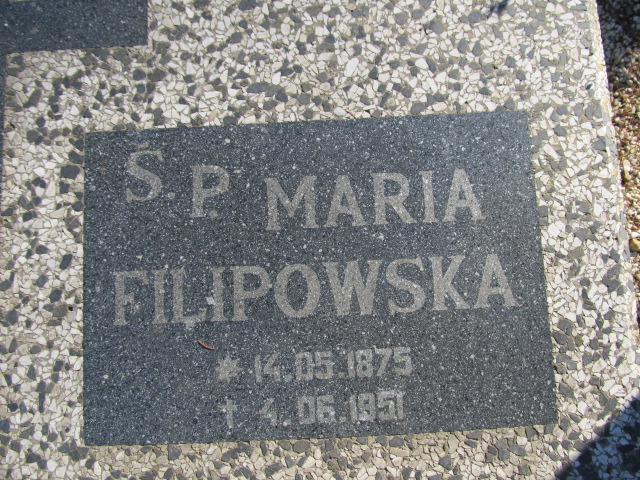 Ś.P. MARIA
FILIPOWSKA
* 14.05.1875
† 4.06.1951